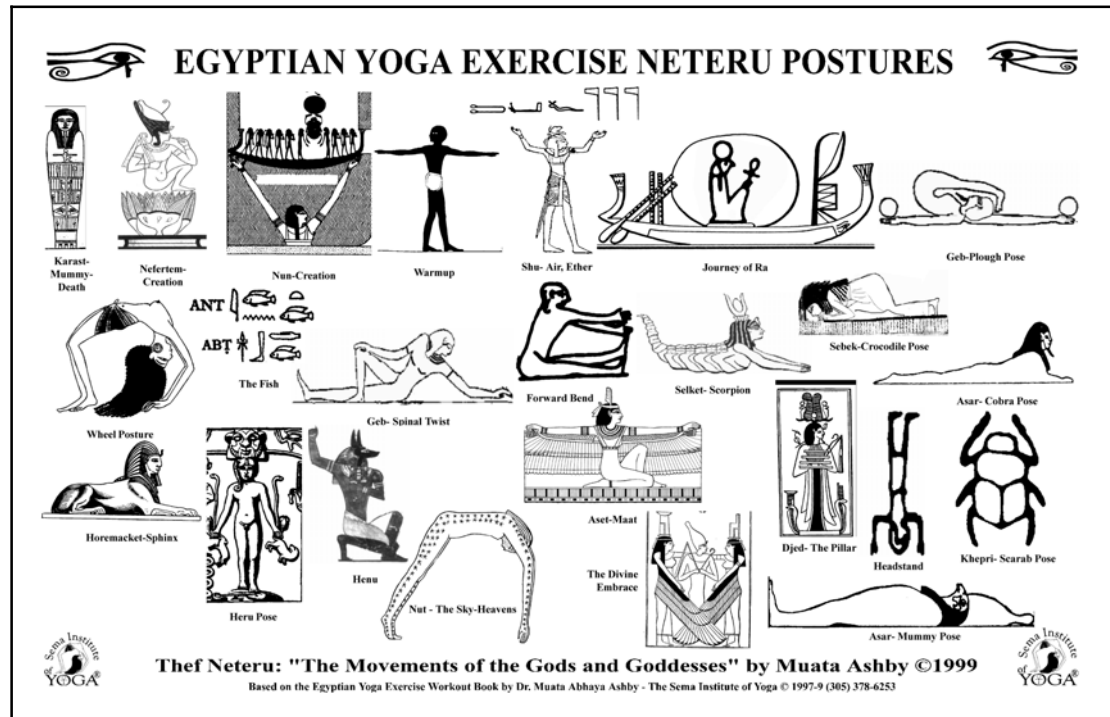 EGYPTIAN YOGA EXERCISE NETERU POSTURES
Karast-
Mummy-
Death
Nefertem-
Creation
Nun-Creation
Warmup
Shu- Air, Ether
Journey of Ra
Geb-Plough Pose
Wheel Posture
ANT
ABṬ
The Fish
Geb- Spinal Twist
Forward Bend
Selket- Scorpion
Sebek-Crocodile Pose
Asar- Cobra Pose
Horemacket-Sphinx
Heru Pose
Henu
Nut - The Sky-Heavens
Aset-Maat
The Divine
Embrace
Djed- The Pillar
Headstand
Khepri- Scarab Pose
Asar- Mummy Pose
Sema Institute
of
YOGA®
Thef Neteru: "The Movements of the Gods and Goddesses" by Muata Ashby ©1999
Based on the Egyptian Yoga Exercise Workout Book by Dr. Muata Abhaya Ashby - The Sema Institute of Yoga © 1997-9 (305) 378-6253
Sema Institute
of
YOGA®